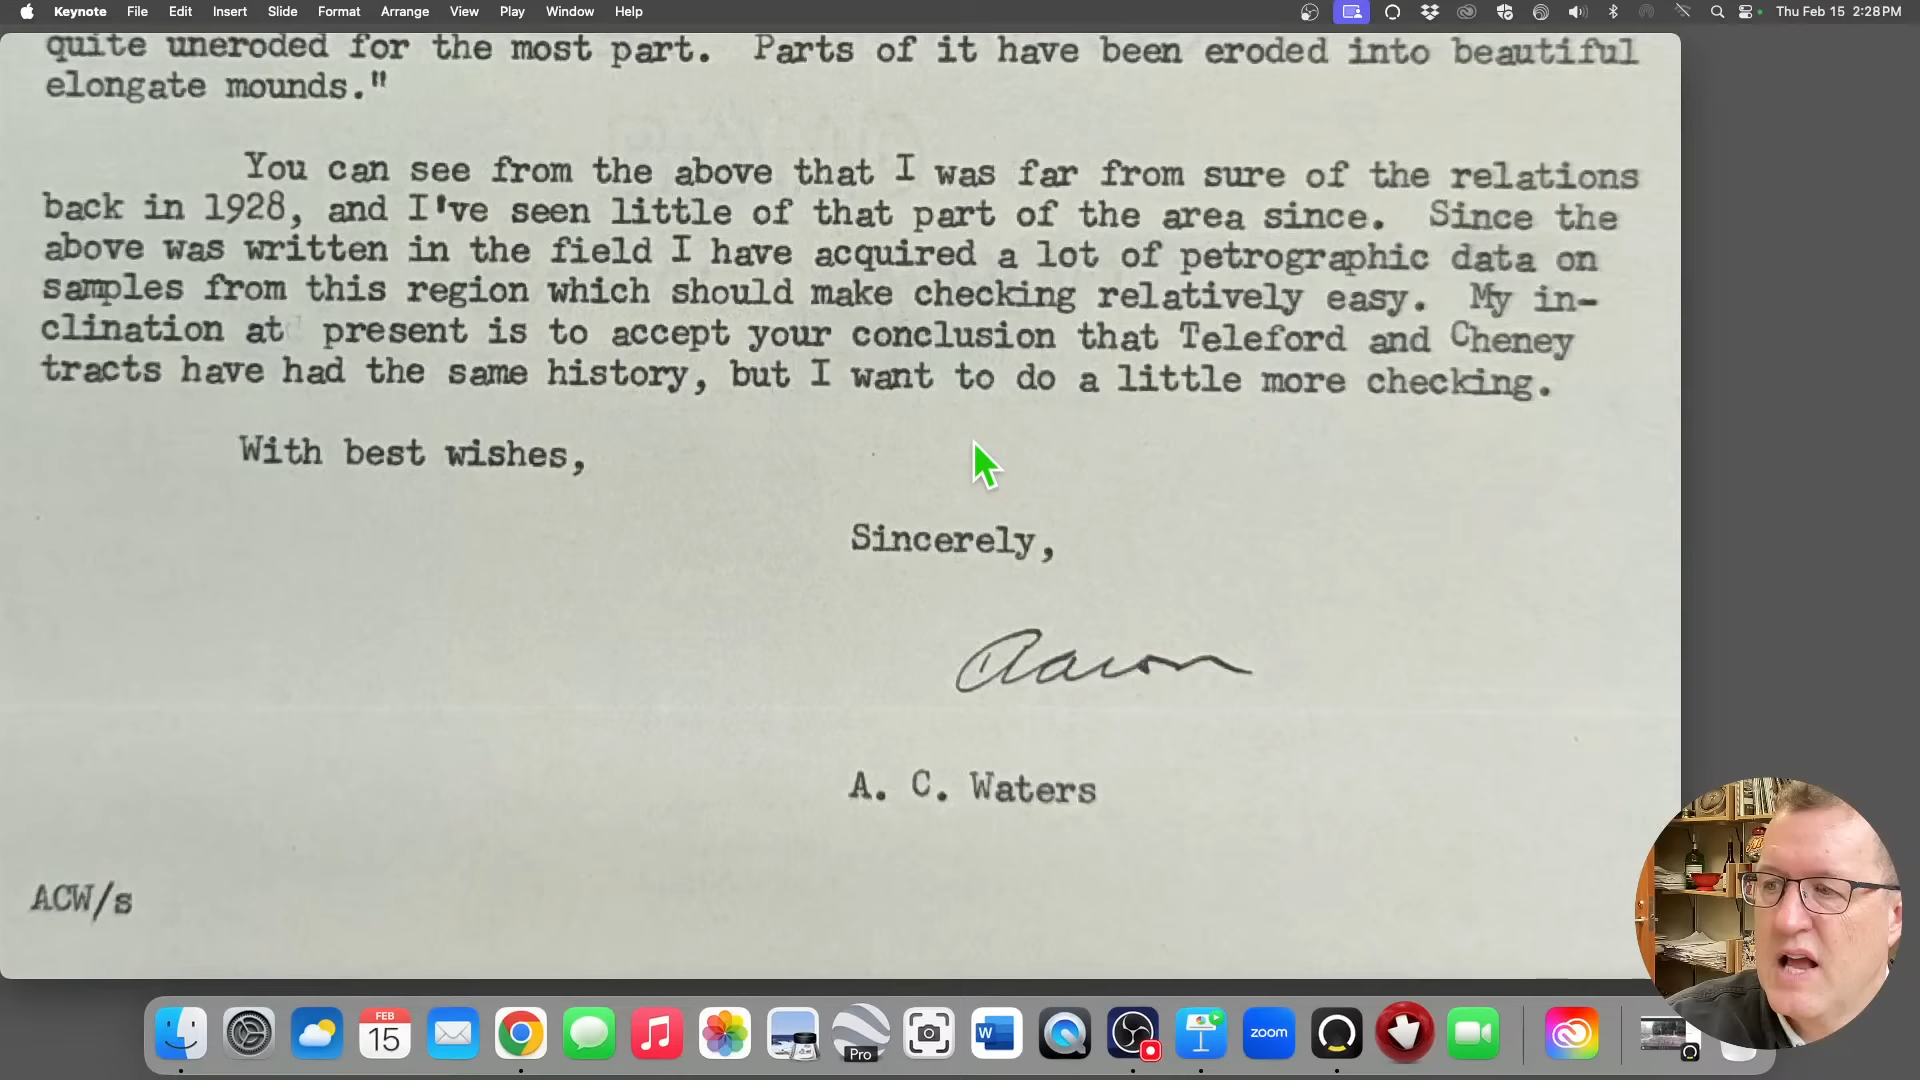 Keynote File Edit Insert Slide Format Arrange View Play Window Help Thu Feb 15 2:28 PM
quite uneroded for the most part. Parts of it have been eroded into beautiful
elongate mounds."
You can see from the above that I was far from sure of the relations
back in 1928, and I've seen little of that part of the area since. Since the
above was written in the field I have acquired a lot of petrographic data on
samples from this region which should make checking relatively easy. My in-
clination at present is to accept your conclusion that Teleford and Cheney
tracts have had the same history, but I want to do a little more checking.
With best wishes,
Sincerely,
Aaron
A. C. Waters
ACW/s
FEB
15
Pro
W
zoom